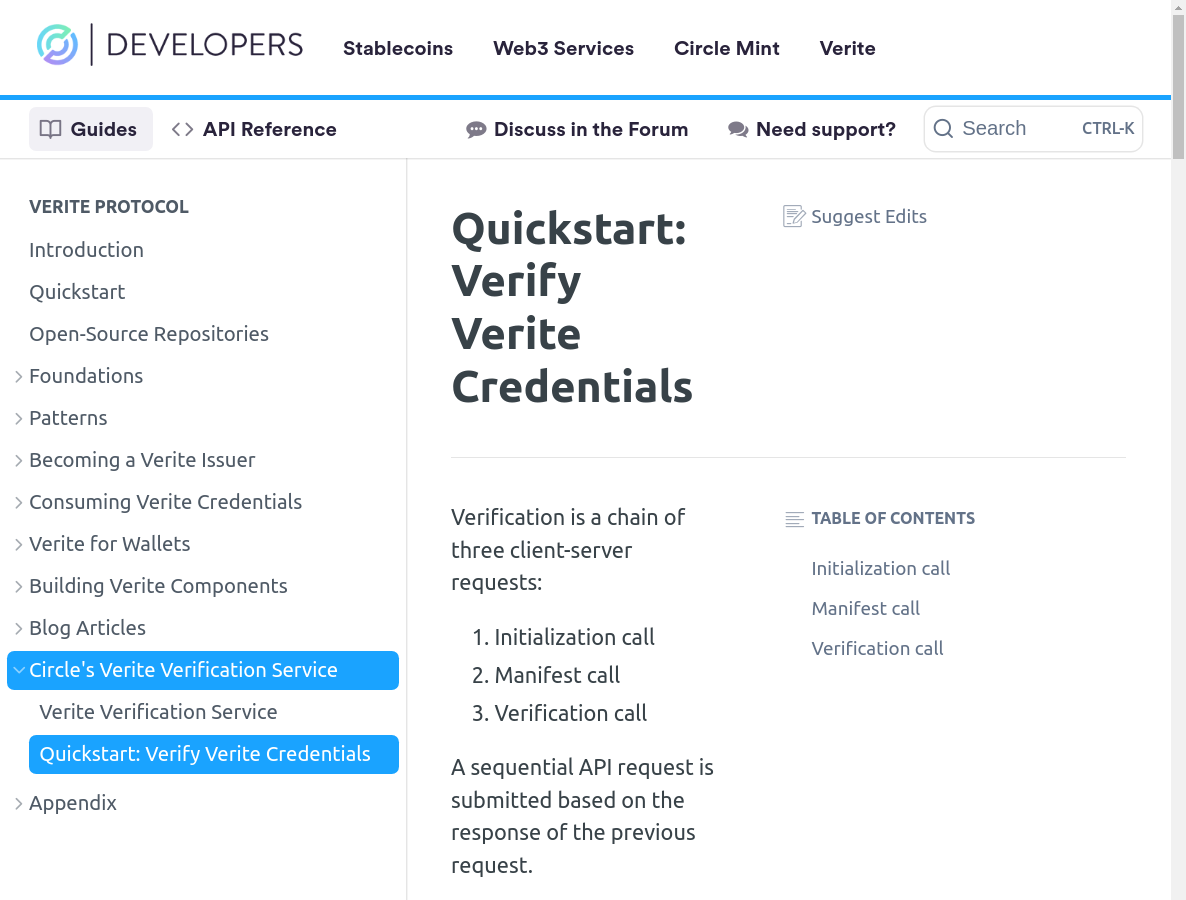 DEVELOPERS
Stablecoins
Web3 Services
Circle Mint
Verite
Guides
API Reference
Discuss in the Forum
Need support?
Search
CTRL-K
VERITE PROTOCOL
Introduction
Quickstart
Open-Source Repositories
Foundations
Patterns
Becoming a Verite Issuer
Consuming Verite Credentials
Verite for Wallets
Building Verite Components
Blog Articles
Circle's Verite Verification Service
Verite Verification Service
Quickstart: Verify Verite Credentials
Appendix
Quickstart:
Verify
Verite
Credentials
Suggest Edits
Verification is a chain of
three client-server
requests:
1. Initialization call
2. Manifest call
3. Verification call
A sequential API request is
submitted based on the
response of the previous
request.
TABLE OF CONTENTS
Initialization call
Manifest call
Verification call